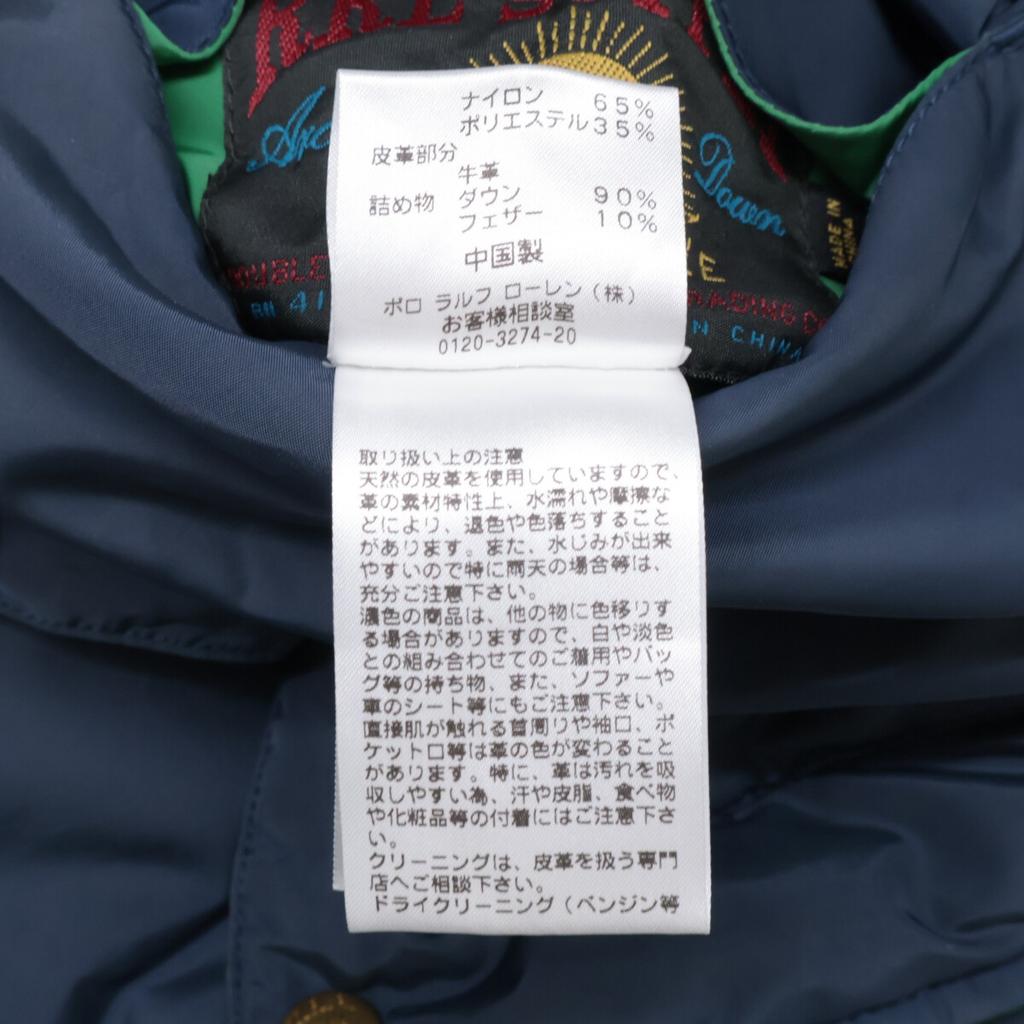 ナイロン 65%
ポリエステル 35%
皮革部分
牛革
詰め物 ダウン 90%
フェザー 10%
中国製
ポロ ラルフ ローレン(株)
お客様相談室
0120-3274-20
取り扱い上の注意
天然の皮革を使用していますので、
革の素材特性上、水濡れや摩擦な
どにより、退色や色落ちすること
があります。また、水じみが出来
やすいので特に雨天の場合等は、
充分ご注意下さい。
濃色の商品は、他の物に色移りす
る場合がありますので、白や淡色
との組み合わせてのご着用やバッ
グ等の持ち物、また、ソファーや
車のシート等にもご注意下さい。
直接肌が触れる首周りや袖口、ポ
ケット口等は革の色が変わること
があります。特に、革は汚れを吸
収しやすい為、汗や皮脂、食べ物
や化粧品等の付着にはご注意下さ
い。
クリーニングは、皮革を扱う専門
店へご相談下さい。
ドライクリーニング(ベンジン等
Down
MADE IN
CHINA
RN 41